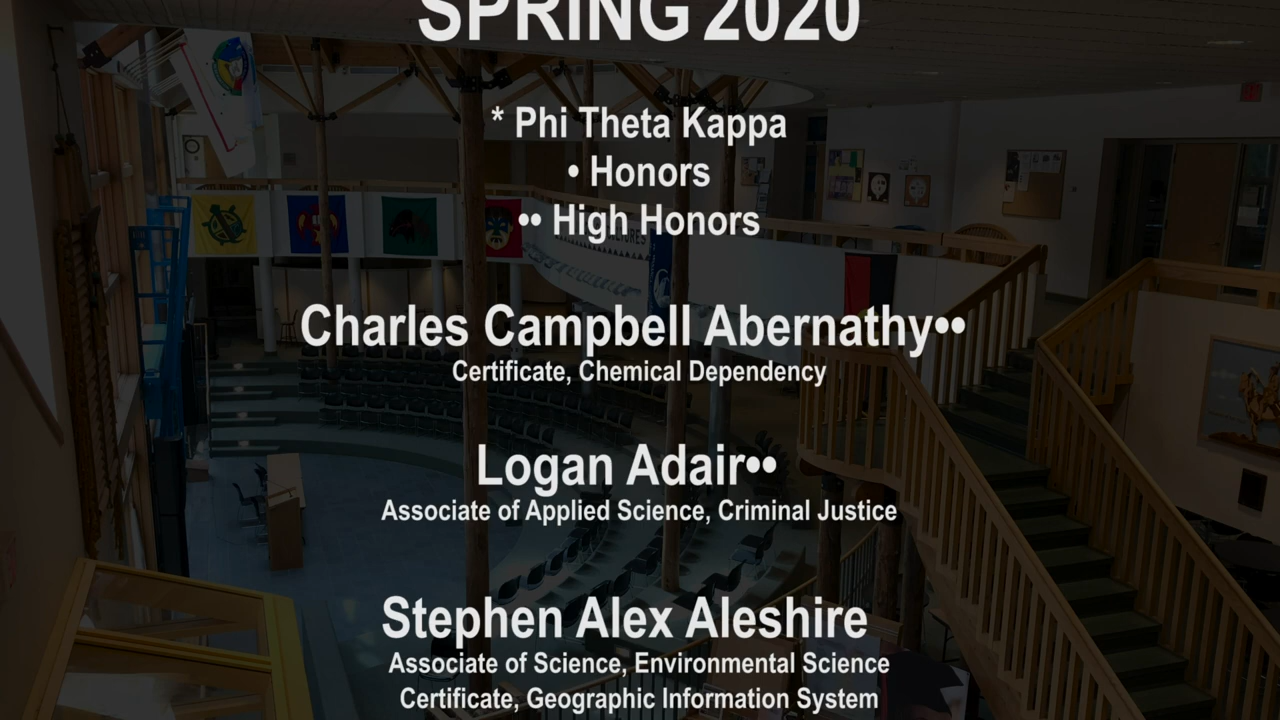 SPRING 2020
* Phi Theta Kappa
• Honors
•• High Honors
Charles Campbell Abernathy••
Certificate, Chemical Dependency
Logan Adair••
Associate of Applied Science, Criminal Justice
Stephen Alex Aleshire
Associate of Science, Environmental Science
Certificate, Geographic Information System